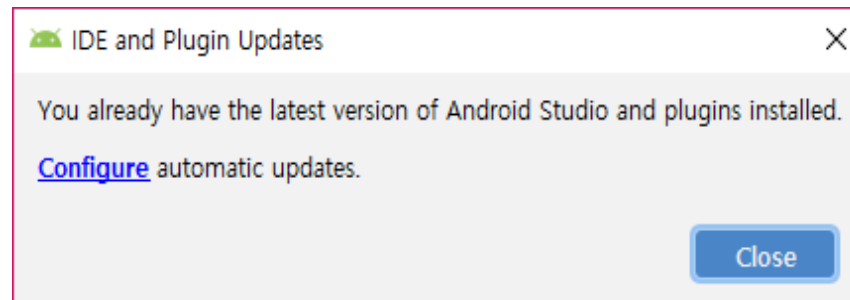 IDE and Plugin Updates
You already have the latest version of Android Studio and plugins installed.
Configure automatic updates.
Close